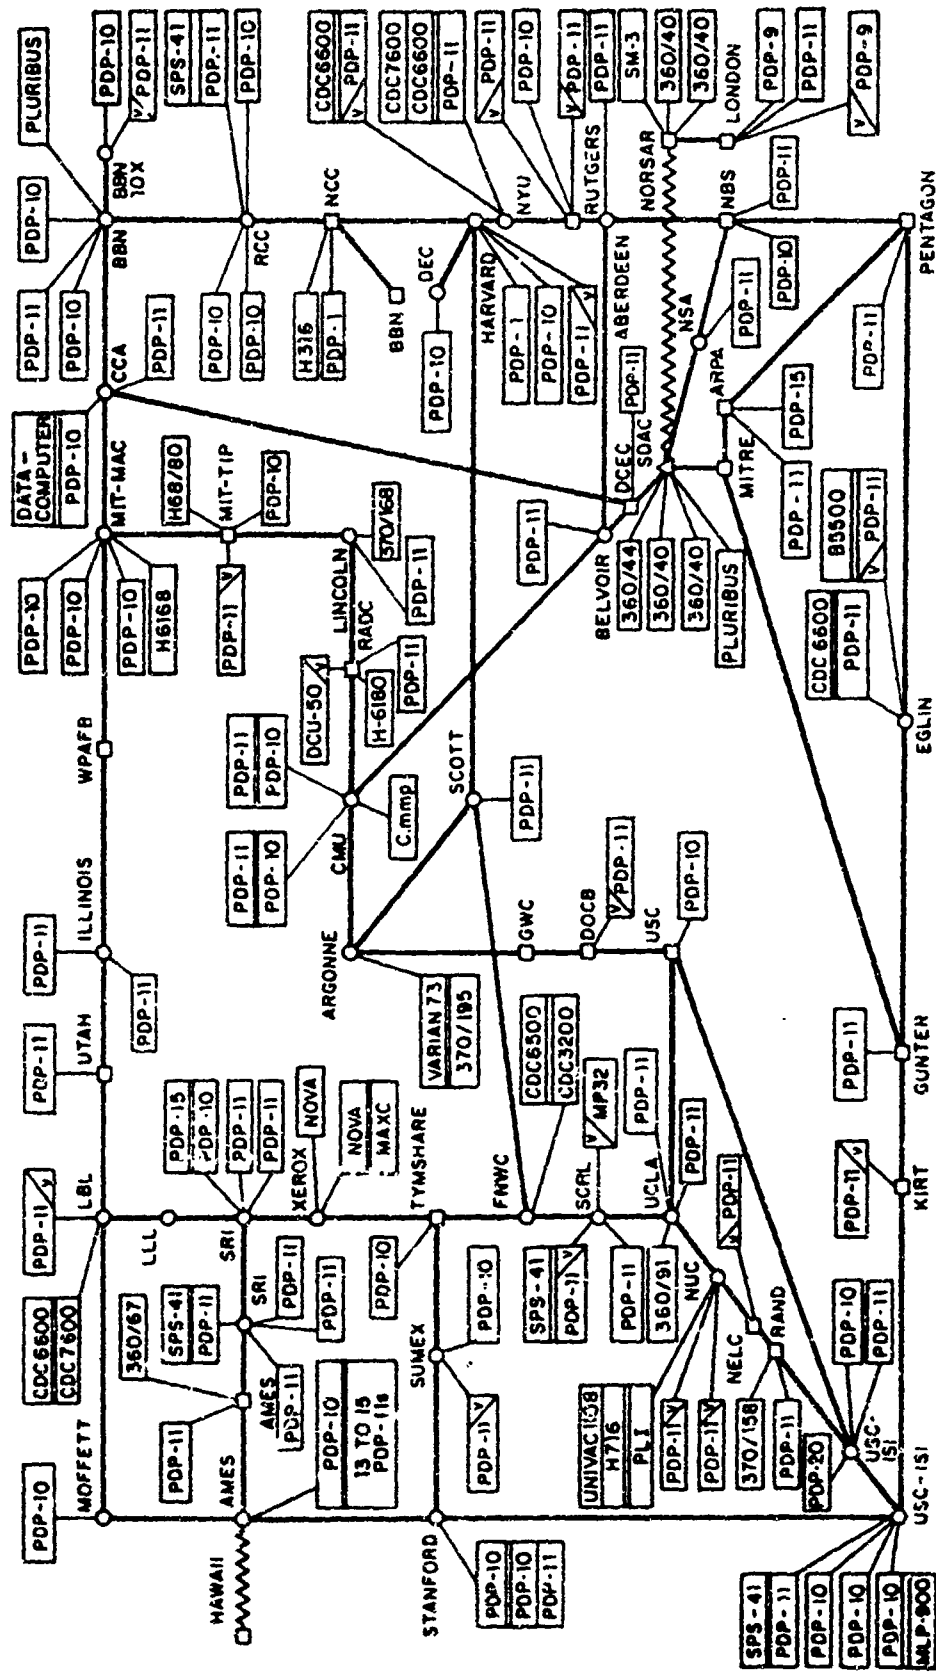 PDP-10
MOFFETT
CDC6600
CDC7600
PDP-11
V
LBL
PDP-11
UTAH
PDP-11
ILLINOIS
PDP-11
WPAFB
PDP-10
PDP-10
PDP-10
H6168
MIT-MAC
DATA-
COMPUTER
PDP-10
CCA
PDP-11
PDP-11
PDP-10
PDP-10
BBN
PLURIBUS
BBN
10X
PDP-10
V
PDP-11
HAWAII
AMES
PDP-10
13 TO 15
PDP-11s
PDP-11
360/67
AMES
PDP-11
SPS-41
PDP-11
SRI
PDP-11
PDP-11
LLL
SRI
PDP-15
PDP-10
PDP-11
PDP-11
XEROX
NOVA
NOVA
MAXC
PDP-11
V
MIT-TIP
H68/80
PDP-10
PDP-10
PDP-10
RCC
SPS-41
PDP-11
PDP-10
H316
PDP-1
NCC
BBN
STANFORD
PDP-10
PDP-10
PDP-11
SUMEX
PDP-11
V
PDP-10
TYMSHARE
PDP-10
ARGONNE
VARIAN 73
370/195
CMU
PDP-11
PDP-10
PDP-11
PDP-10
C.mmp
RADC
DCU-50
V
H-6180
PDP-11
LINCOLN
370/168
PDP-11
DEC
PDP-10
HARVARD
PDP-1
PDP-10
PDP-11
V
CDC6600
V
PDP-11
NYU
CDC7600
CDC6600
PDP-11
SCOTT
PDP-11
FNWC
CDC6500
CDC3200
GWC
DOCB
V
PDP-11
USC
PDP-10
SCRL
SPS-41
PDP-11
V
PDP-11
V
MP32
UCLA
360/91
PDP-11
PDP-11
NUC
UNIVAC1108
H716
PLI
PDP-11
V
PDP-11
V
NELC
PDP-11
V
RAND
370/158
PDP-11
RUTGERS
V
PDP-11
PDP-10
V
PDP-11
ABERDEEN
PDP-11
BELVOIR
PDP-11
DCEC
PDP-11
SDAC
360/44
360/40
360/40
PLURIBUS
NORSAR
SM-3
360/40
360/40
LONDON
PDP-9
PDP-11
PDP-9
V
NSA
PDP-11
NBS
PDP-10
PDP-11
MITRE
ARPA
PDP-11
PDP-15
USC-
ISI
PDP-20
PDP-10
PDP-11
USC-ISI
SPS-41
PDP-11
PDP-10
PDP-10
PDP-10
MLP-900
KIRT
PDP-11
V
GUNTER
PDP-11
EGLIN
CDC 6600
PDP-11
B5500
V
PDP-11
PENTAGON
PDP-11